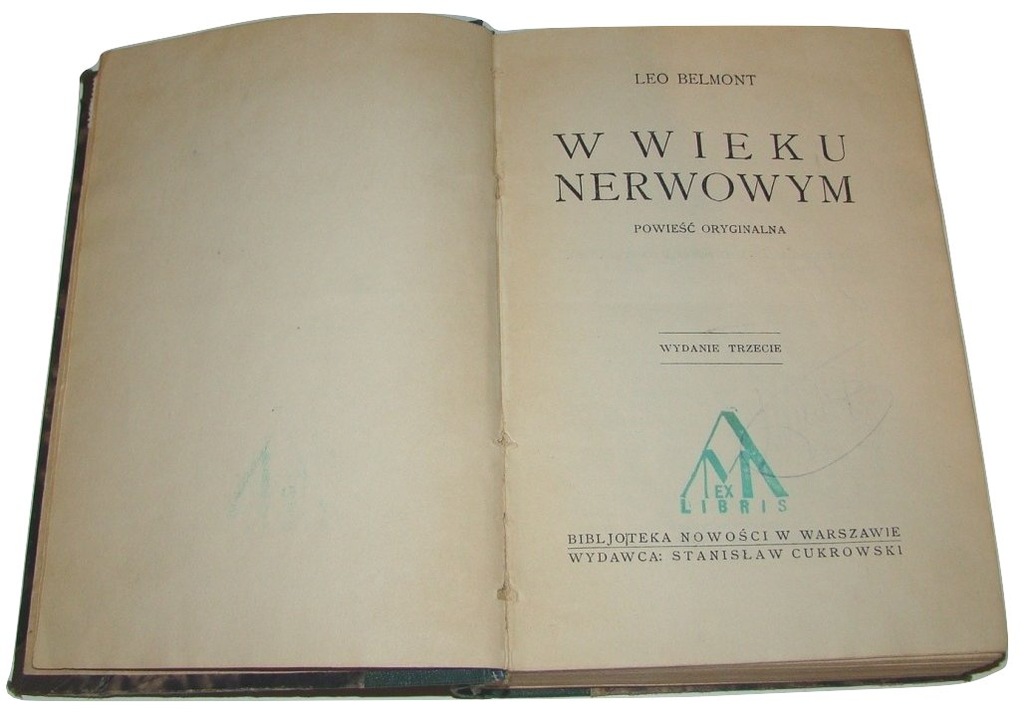 LEO BELMONT
W WIEKU
NERWOWYM
POWIEŚĆ ORYGINALNA
WYDANIE TRZECIE
EX
LIBRIS
BIBLJOTEKA NOWOŚCI W WARSZAWIE
WYDAWCA: STANISŁAW CUKROWSKI